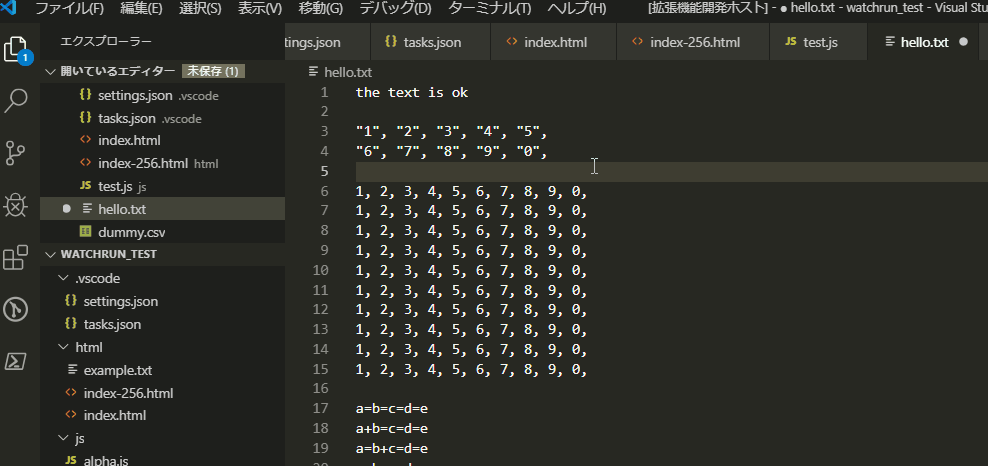 ファイル(F) 編集(E) 選択(S) 表示(V) 移動(G) デバッグ(D) ターミナル(T) ヘルプ(H) [拡張機能開発ホスト] - ● hello.txt - watchrun_test - Visual Stu
エクスプローラー
開いているエディター 未保存 (1)
settings.json .vscode
tasks.json .vscode
index.html
index-256.html html
JS test.js js
● hello.txt
dummy.csv
WATCHRUN_TEST
.vscode
{} settings.json
{} tasks.json
html
example.txt
<> index-256.html
<> index.html
js
JS alpha.js
1
tings.json {} tasks.json <> index.html <> index-256.html JS test.js hello.txt ●
hello.txt
1 the text is ok
2
3 "1", "2", "3", "4", "5",
4 "6", "7", "8", "9", "0",
5
6 1, 2, 3, 4, 5, 6, 7, 8, 9, 0,
7 1, 2, 3, 4, 5, 6, 7, 8, 9, 0,
8 1, 2, 3, 4, 5, 6, 7, 8, 9, 0,
9 1, 2, 3, 4, 5, 6, 7, 8, 9, 0,
10 1, 2, 3, 4, 5, 6, 7, 8, 9, 0,
11 1, 2, 3, 4, 5, 6, 7, 8, 9, 0,
12 1, 2, 3, 4, 5, 6, 7, 8, 9, 0,
13 1, 2, 3, 4, 5, 6, 7, 8, 9, 0,
14 1, 2, 3, 4, 5, 6, 7, 8, 9, 0,
15 1, 2, 3, 4, 5, 6, 7, 8, 9, 0,
16
17 a=b=c=d=e
18 a+b=c=d=e
19 a=b+c=d=e